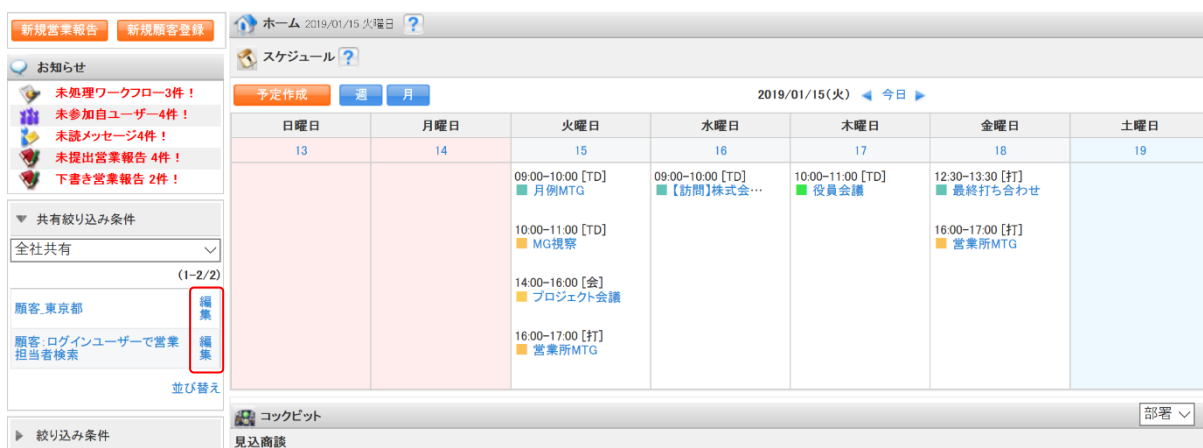 新規営業報告 新規顧客登録
お知らせ
未処理ワークフロー3件！
未参加自ユーザー4件！
未読メッセージ4件！
未提出営業報告 4件！
下書き営業報告 2件！
共有絞り込み条件
全社共有
(1-2/2)
顧客_東京都
編集
顧客:ログインユーザーで営業
担当者検索
編集
並び替え
絞り込み条件
ホーム 2019/01/15 火曜日 ?
スケジュール ?
予定作成 週 月 2019/01/15(火) 今日
日曜日 月曜日 火曜日 水曜日 木曜日 金曜日 土曜日
13 14 15 16 17 18 19
09:00-10:00 [TD]
月例MTG
10:00-11:00 [TD]
MG視察
14:00-16:00 [会]
プロジェクト会議
16:00-17:00 [打]
営業所MTG
09:00-10:00 [TD]
【訪問】株式会…
10:00-11:00 [TD]
役員会議
12:30-13:30 [打]
最終打ち合わせ
16:00-17:00 [打]
営業所MTG
コックピット 部署
見込商談